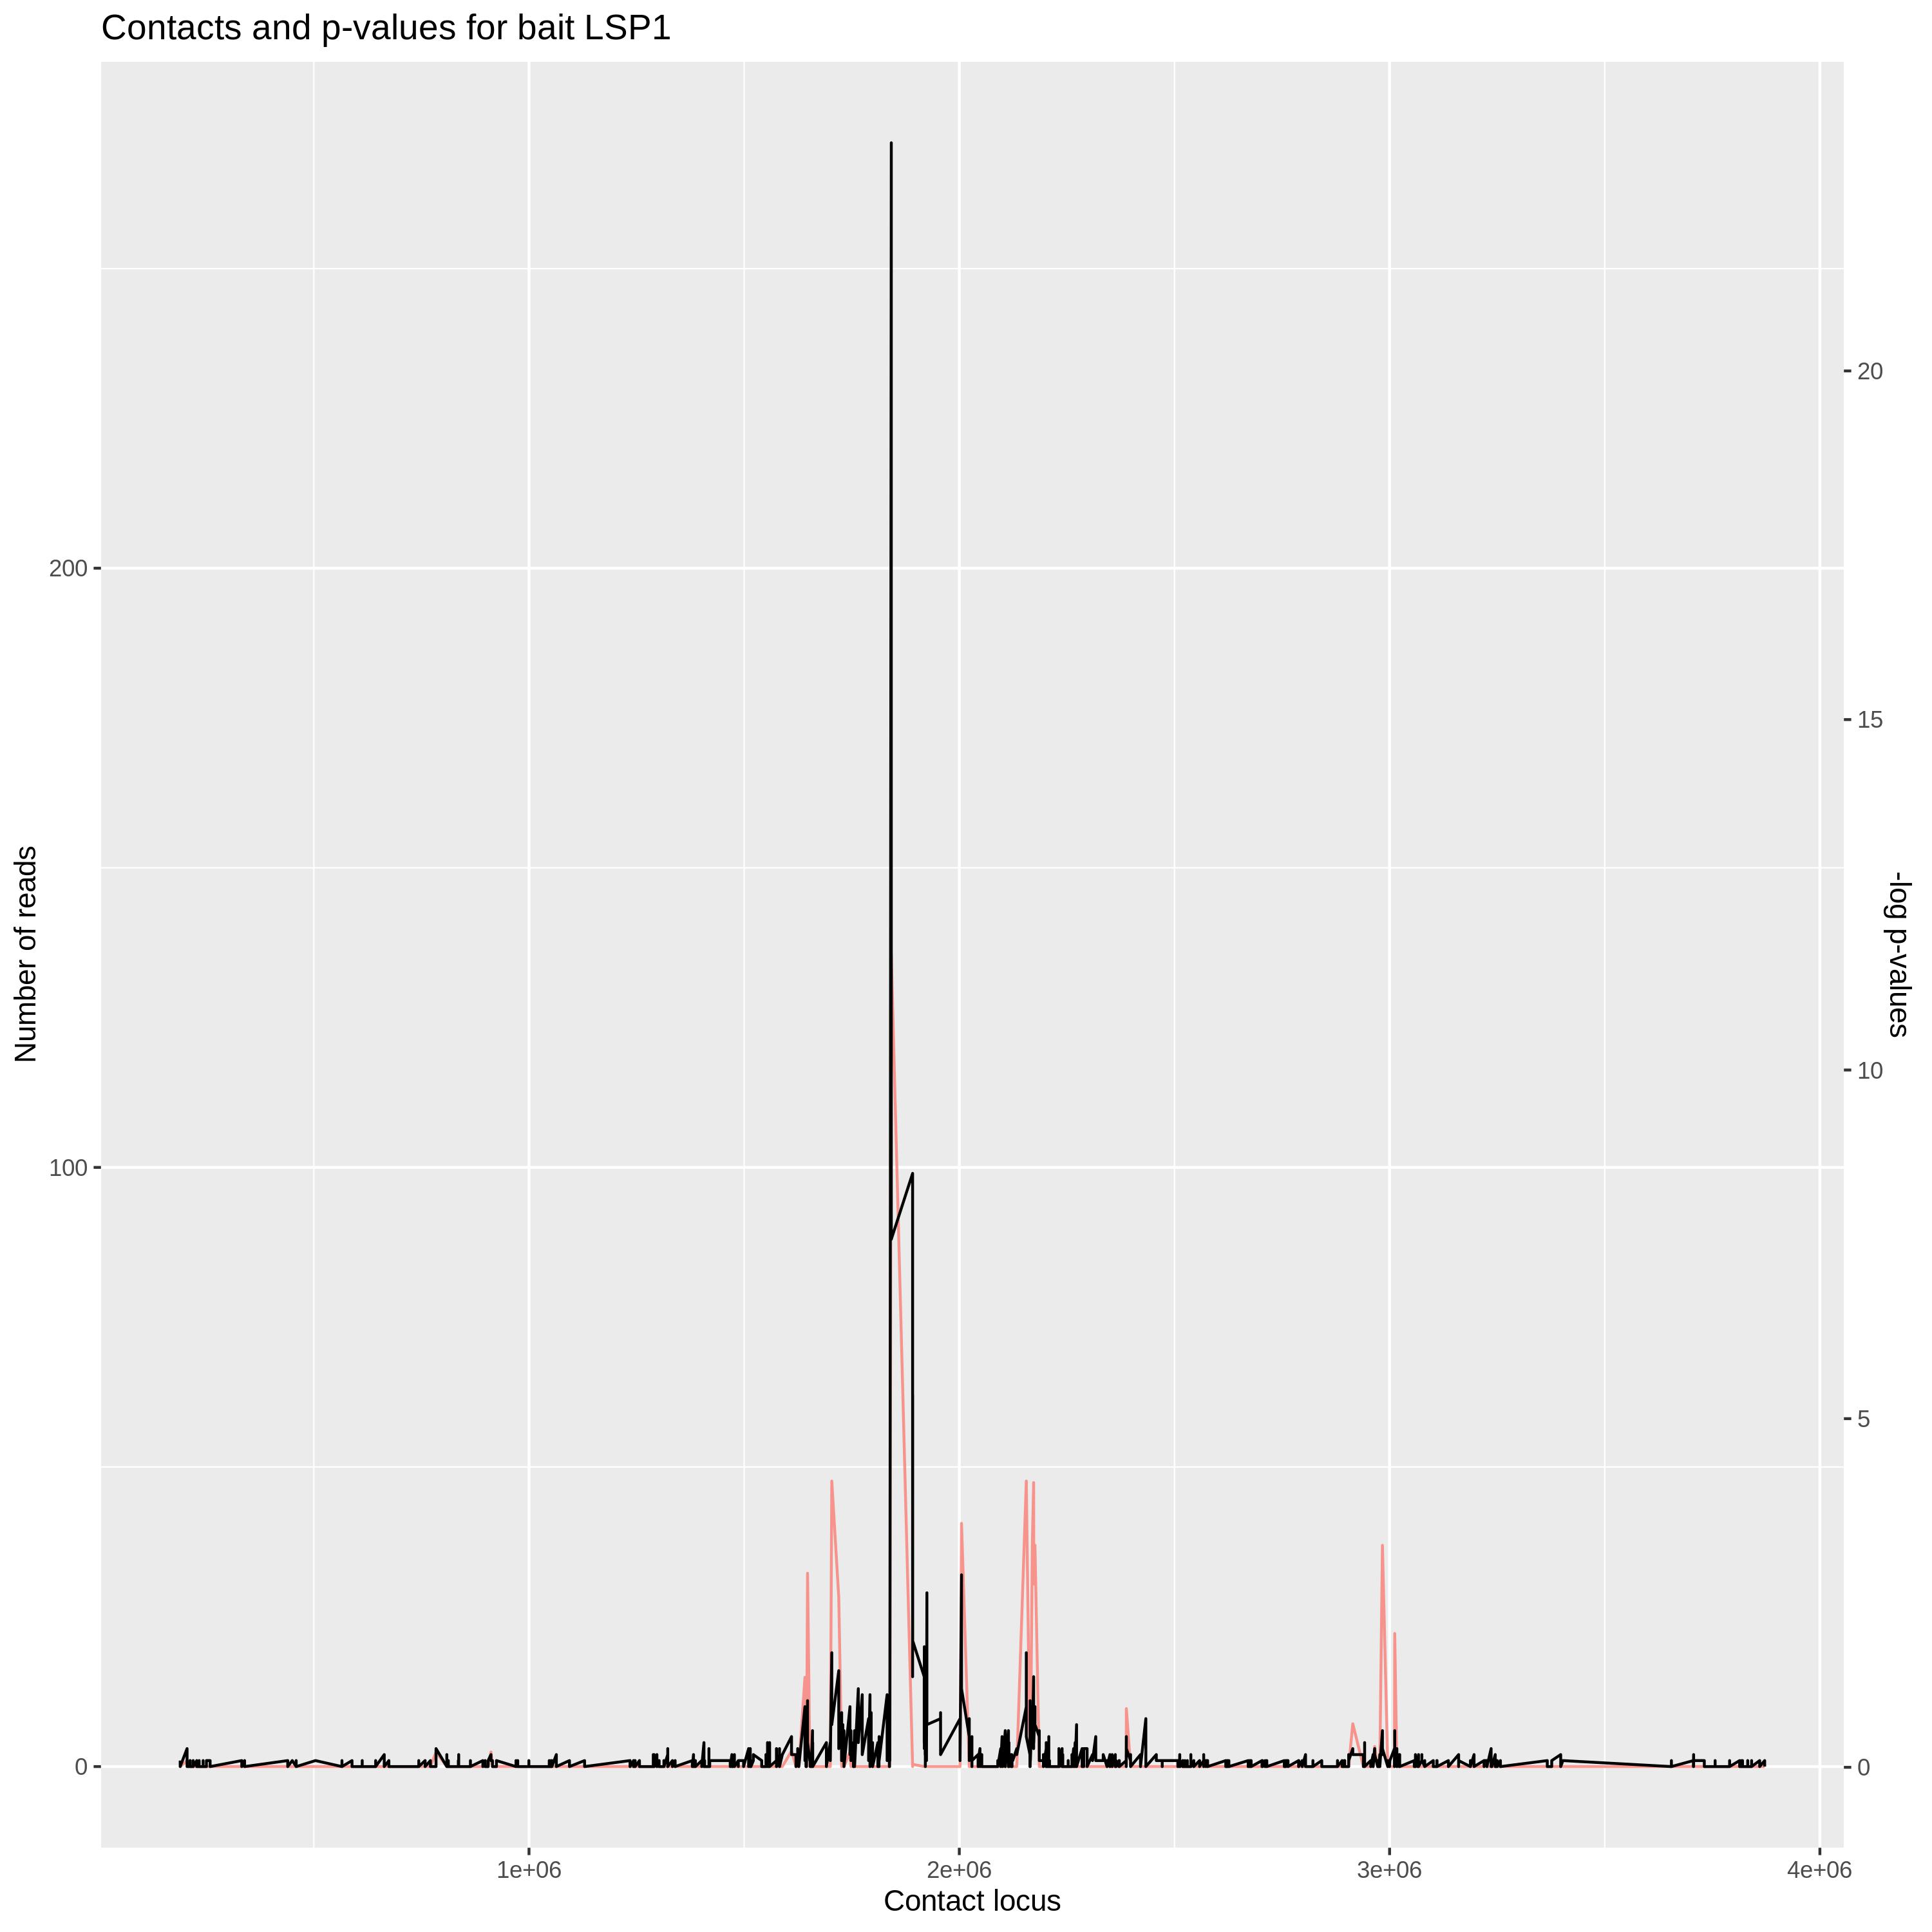 Contacts and p-values for bait LSP1
Number of reads
200
100
0
20
15
10
5
0
-log p-values
1e+06
2e+06
3e+06
4e+06
Contact locus